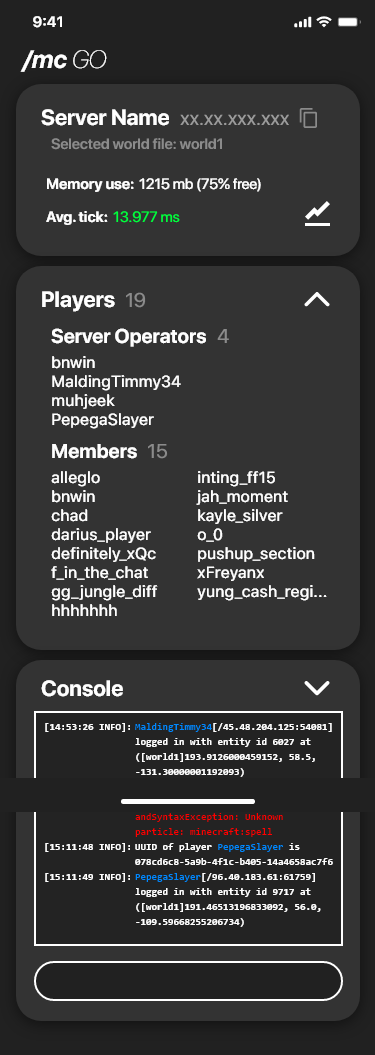 9:41
/mc GO
Server Name xx.xx.xxx.xxx
Selected world file: world1
Memory use: 1215 mb (75% free)
Avg. tick: 13.977 ms
Players 19
Server Operators 4
bnwin
MaldingTimmy34
muhjeek
PepegaSlayer
Members 15
alleglo
bnwin
chad
darius_player
definitely_xQc
f_in_the_chat
gg_jungle_diff
hhhhhhh
inting_ff15
jah_moment
kayle_silver
o_0
pushup_section
xFreyanx
yung_cash_regi...
Console
[14:53:26 INFO]: MaldingTimmy34[/45.48.204.125:54081]
logged in with entity id 6027 at
([world1]193.9126000459152, 58.5,
-131.30000001192093)
andSyntaxException: Unknown
particle: minecraft:spell
[15:11:48 INFO]: UUID of player PepegaSlayer is
078cd6c8-5a9b-4f1c-b405-14a4658ac7f6
[15:11:49 INFO]: PepegaSlayer[/96.40.183.61:61759]
logged in with entity id 9717 at
([world1]191.46513196833092, 56.0,
-109.59668255206734)